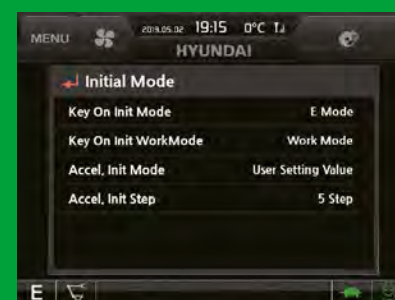 MENU 2019.05.02 19:15 0°C
HYUNDAI
Initial Mode
Key On Init Mode E Mode
Key On Init WorkMode Work Mode
Accel, Init Mode User Setting Value
Accel, Init Step 5 Step
E